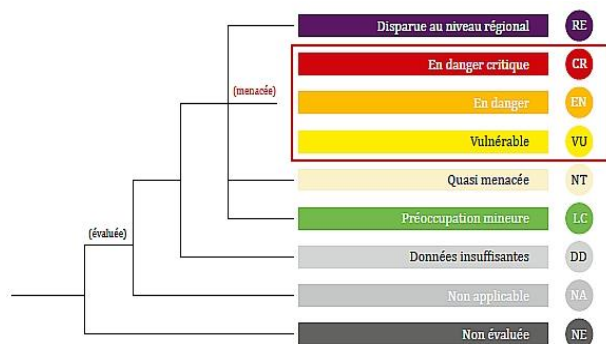 Disparue au niveau régional RE
En danger critique CR
(menacée)
En danger EN
Vulnérable VU
Quasi menacée NT
Préoccupation mineure LC
(évaluée)
Données insuffisantes DD
Non applicable NA
Non évaluée NE